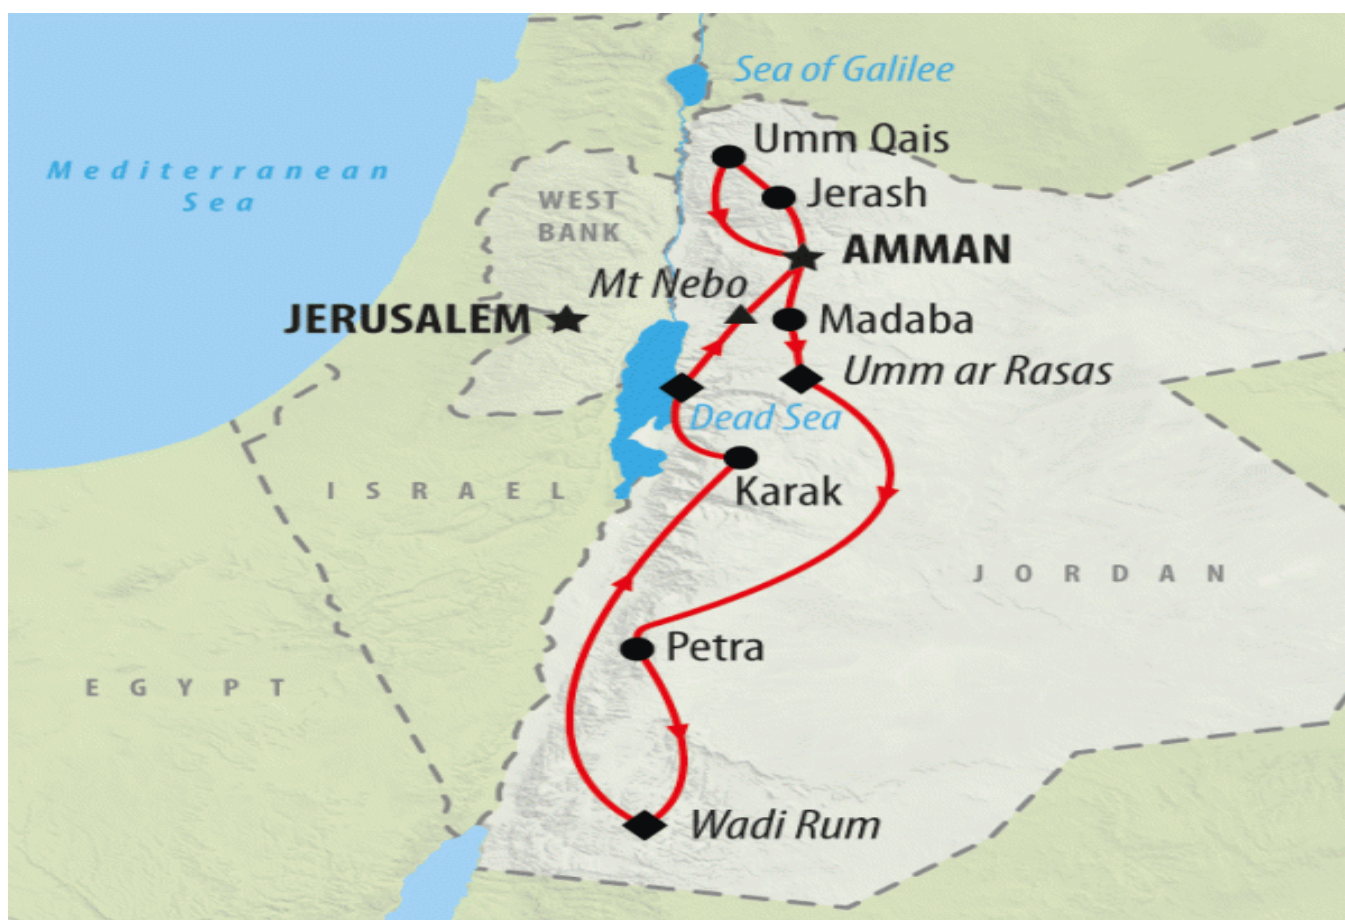 Sea of Galilee
Umm Qais
Mediterranean
Sea
WEST
BANK
Jerash
AMMAN
Mt Nebo
JERUSALEM
Madaba
Umm ar Rasas
Dead Sea
ISRAEL
Karak
JORDAN
Petra
EGYPT
Wadi Rum